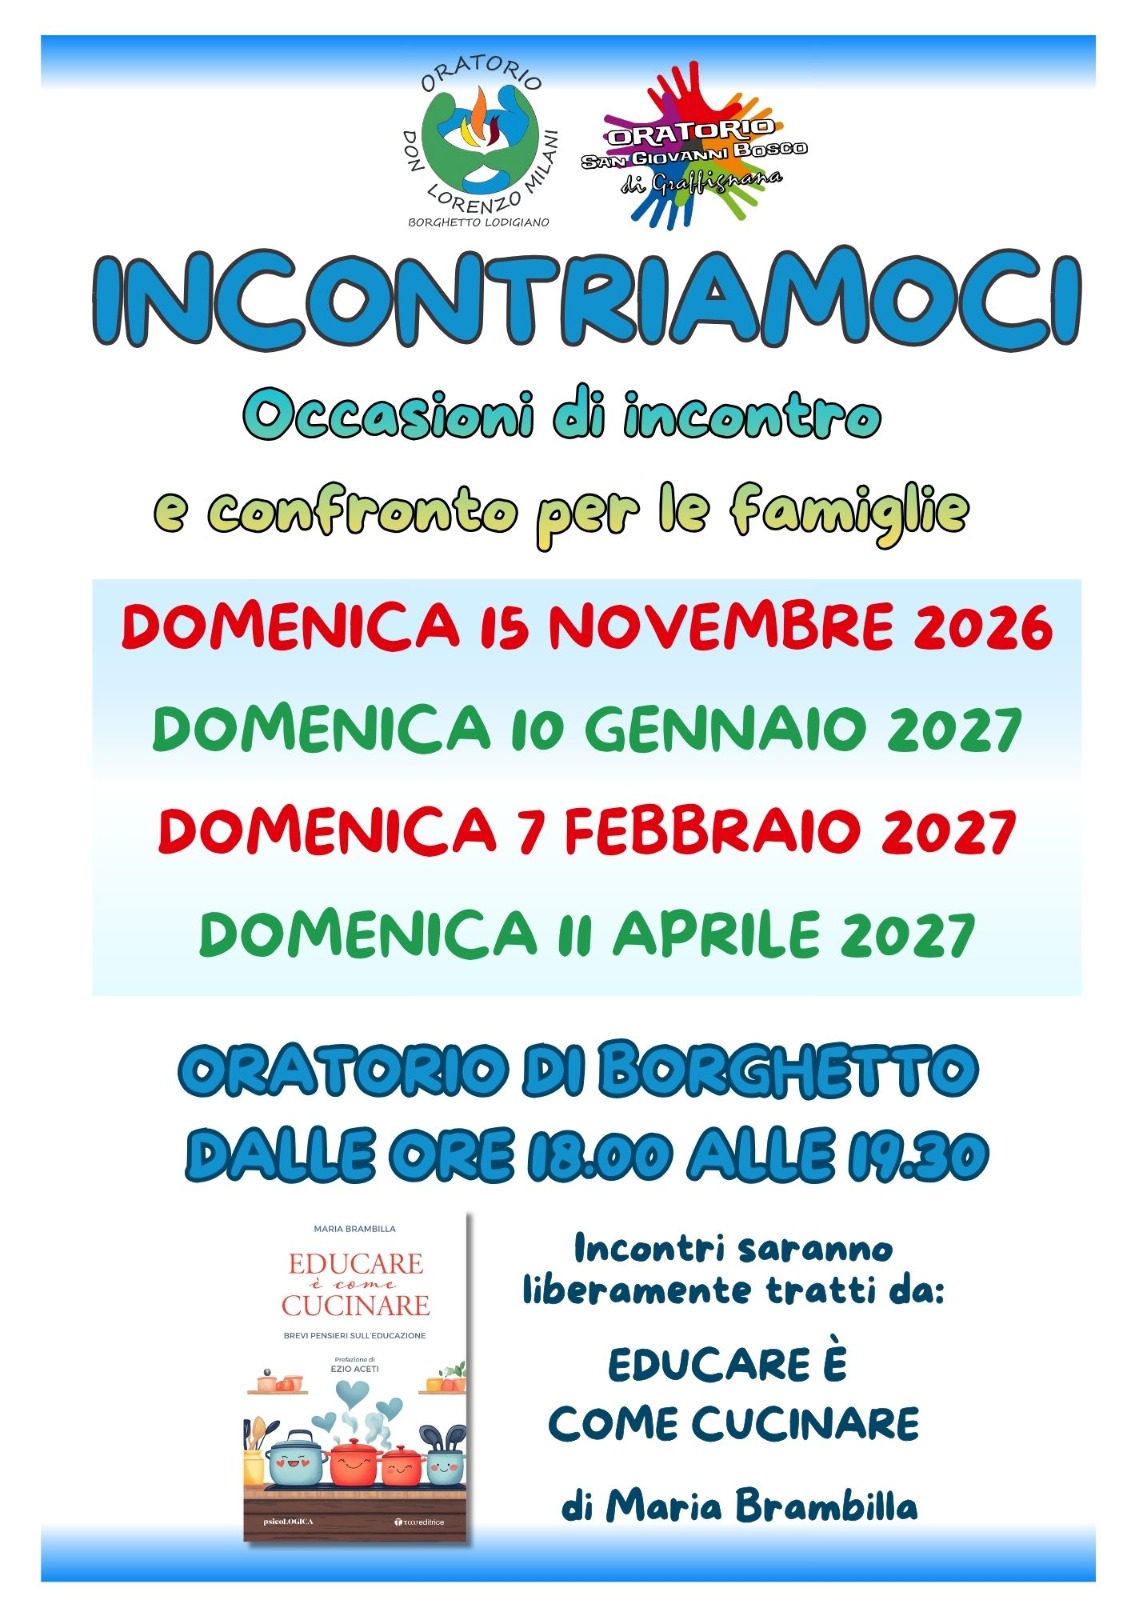 ORATORIO
DON LORENZO MILANI
BORGHETTO LODIGIANO
ORATORIO
SAN GIOVANNI BOSCO
di Graffignana
INCONTRIAMOCI
Occasioni di incontro
e confronto per le famiglie
DOMENICA 15 NOVEMBRE 2026
DOMENICA 10 GENNAIO 2027
DOMENICA 7 FEBBRAIO 2027
DOMENICA 11 APRILE 2027
ORATORIO DI BORGHETTO
DALLE ORE 18.00 ALLE 19.30
MARIA BRAMBILLA
EDUCARE
è come
CUCINARE
BREVI PENSIERI SULL'EDUCAZIONE
Prefazione di
EZIO ACETI
psicoLOGICA
TAU editrice
Incontri saranno
liberamente tratti da:
EDUCARE È
COME CUCINARE
di Maria Brambilla